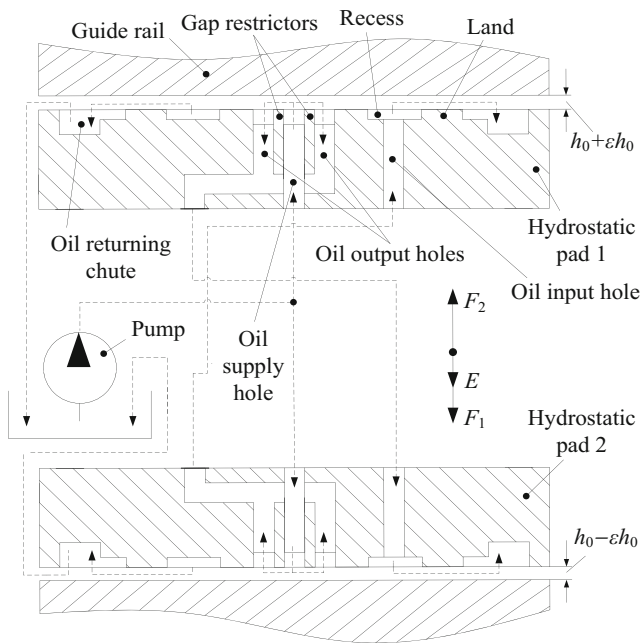 Guide rail
Gap restrictors
Recess
Land
h₀+εh₀
Oil returning
chute
Oil output holes
Hydrostatic
pad 1
Oil input hole
Pump
Oil
supply
hole
F₂
E
F₁
Hydrostatic
pad 2
h₀−εh₀